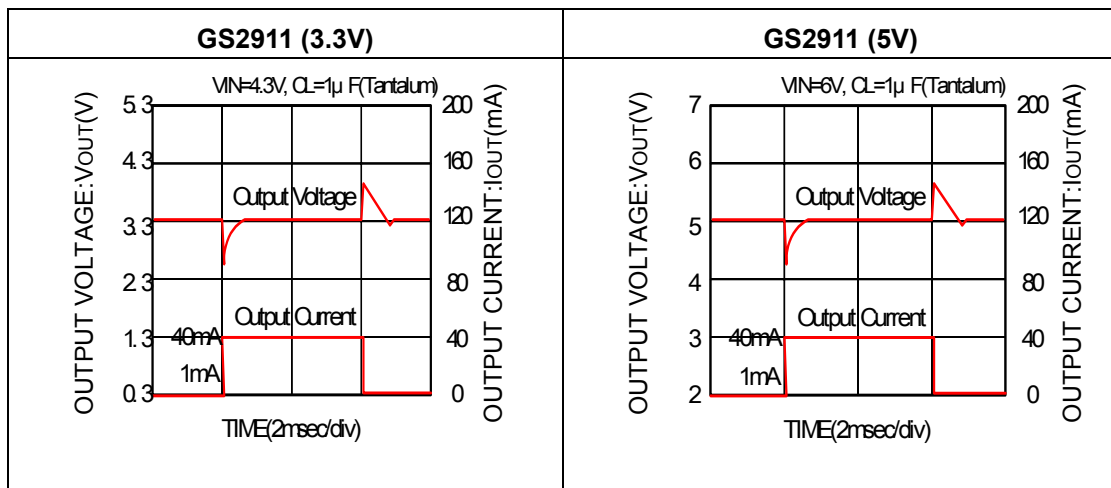 GS2911 (3.3V)
VIN=4.3V, CL=1µ F(Tantalum)
OUTPUT VOLTAGE:VOUT(V)
5.3
4.3
3.3
2.3
1.3
0.3
Output Voltage
Output Current
40mA
1mA
200
160
120
80
40
0
OUTPUT CURRENT:IOUT(mA)
TIME(2msec/div)
GS2911 (5V)
VIN=6V, CL=1µ F(Tantalum)
OUTPUT VOLTAGE:VOUT(V)
7
6
5
4
3
2
Output Voltage
Output Current
40mA
1mA
200
160
120
80
40
0
OUTPUT CURRENT:IOUT(mA)
TIME(2msec/div)